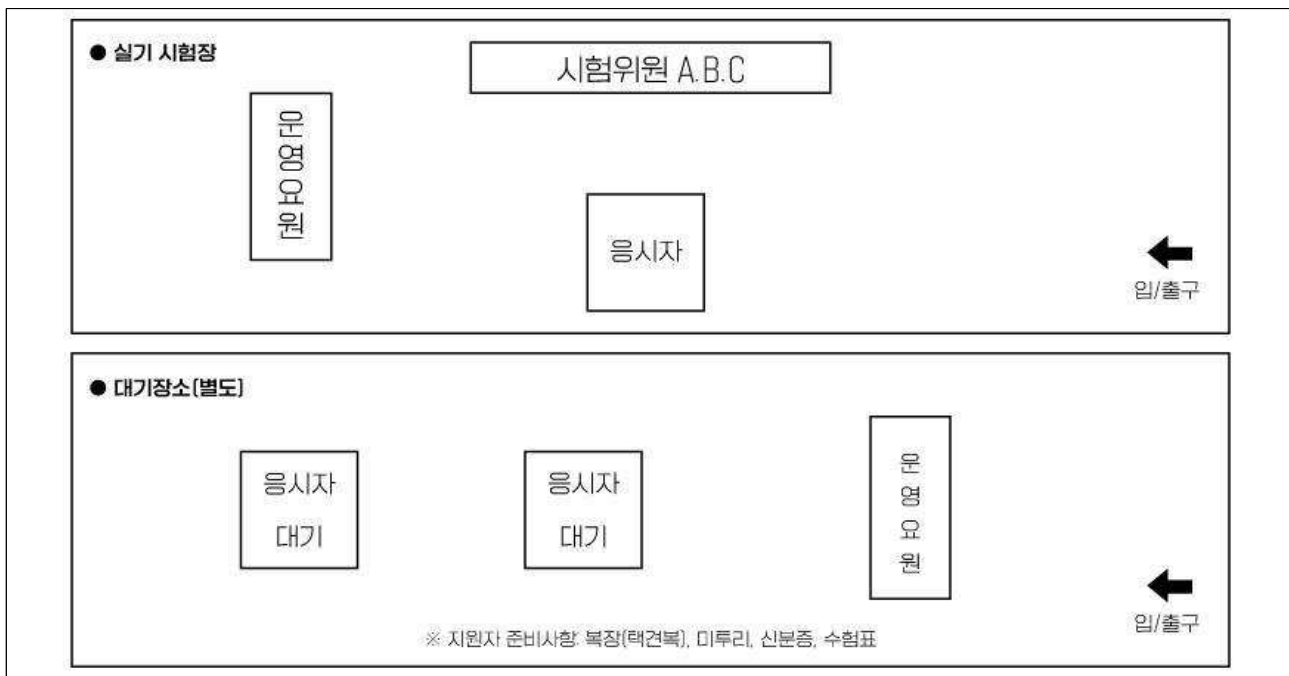 ● 실기 시험장
시험위원 A.B.C
운영요원
응시자
입/출구
● 대기장소(별도)
응시자
대기
응시자
대기
운영요원
입/출구
※ 지원자 준비사항: 복장(택견복), 미투리, 신분증, 수험표